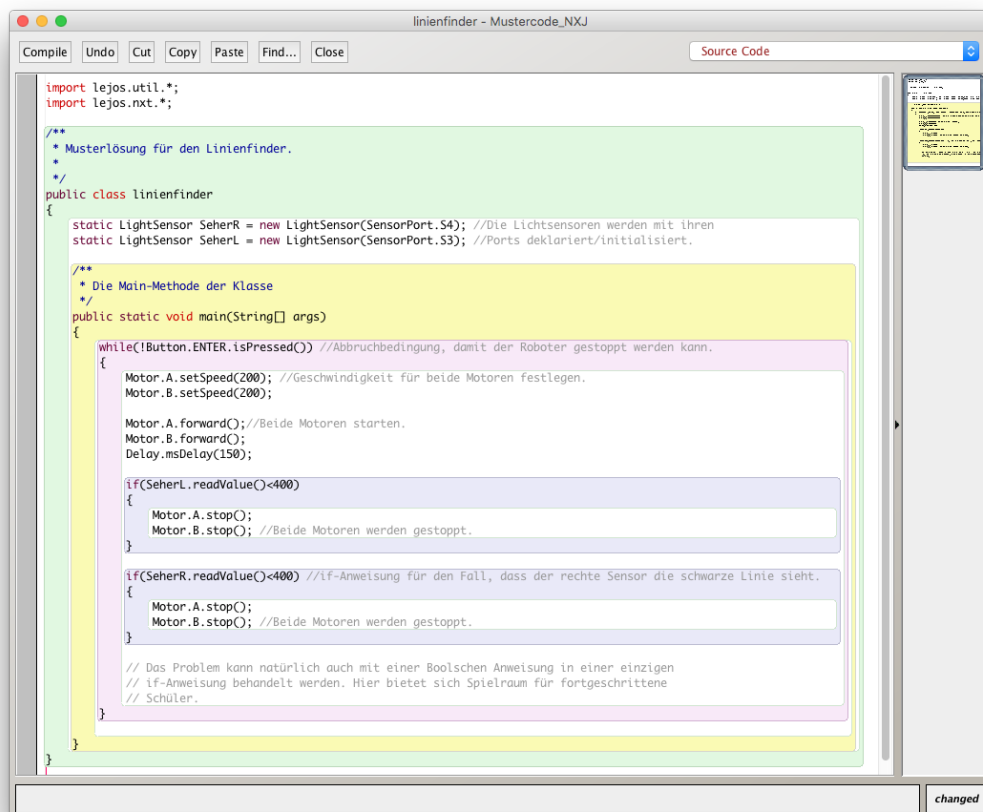 linienfinder - Mustercode_NXJ
Compile Undo Cut Copy Paste Find... Close Source Code
import lejos.util.*;
import lejos.nxt.*;
/**
* Musterlösung für den Linienfinder.
*
*/
public class linienfinder
{
static LightSensor SeherR = new LightSensor(SensorPort.S4); //Die Lichtsensoren werden mit ihren
static LightSensor SeherL = new LightSensor(SensorPort.S3); //Ports deklariert/initialisiert.
/**
* Die Main-Methode der Klasse
*/
public static void main(String[] args)
{
while(!Button.ENTER.isPressed()) //Abbruchbedingung, damit der Roboter gestoppt werden kann.
{
Motor.A.setSpeed(200); //Geschwindigkeit für beide Motoren festlegen.
Motor.B.setSpeed(200);
Motor.A.forward();//Beide Motoren starten.
Motor.B.forward();
Delay.msDelay(150);
if(SeherL.readValue()<400)
{
Motor.A.stop();
Motor.B.stop(); //Beide Motoren werden gestoppt.
}
if(SeherR.readValue()<400) //if-Anweisung für den Fall, dass der rechte Sensor die schwarze Linie sieht.
{
Motor.A.stop();
Motor.B.stop(); //Beide Motoren werden gestoppt.
}
// Das Problem kann natürlich auch mit einer Boolschen Anweisung in einer einzigen
// if-Anweisung behandelt werden. Hier bietet sich Spielraum für fortgeschrittene
// Schüler.
}
}
}
changed